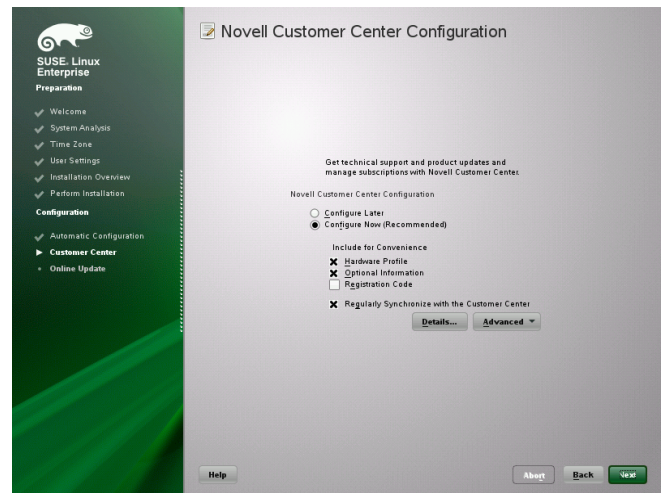 SUSE. Linux
Enterprise
Preparation
Welcome
System Analysis
Time Zone
User Settings
Installation Overview
Perform Installation
Configuration
Automatic Configuration
Customer Center
Online Update
Novell Customer Center Configuration
Get technical support and product updates and
manage subscriptions with Novell Customer Center.
Novell Customer Center Configuration
Configure Later
Configure Now (Recommended)
Include for Convenience
Hardware Profile
Optional Information
Registration Code
Regularly Synchronize with the Customer Center
Details... Advanced
Help Abort Back Next